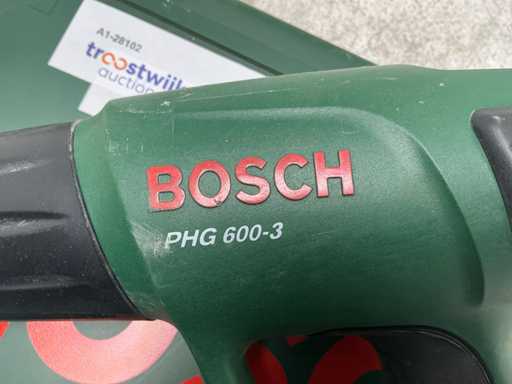 A1-28102
troostwijk
auction
BOSCH
PHG 600-3